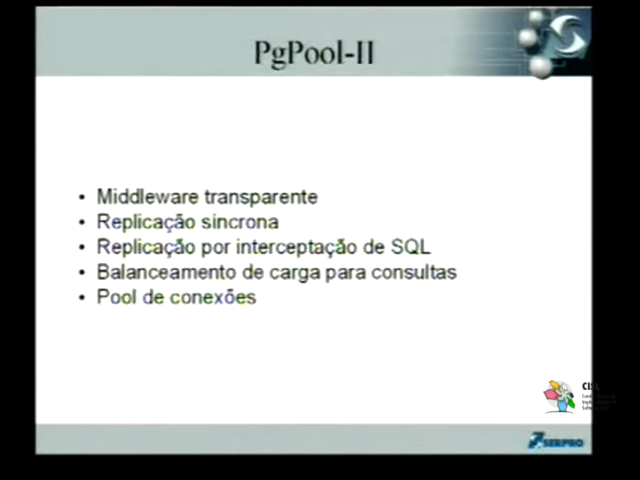 PgPool-II
• Middleware transparente
• Replicação síncrona
• Replicação por interceptação de SQL
• Balanceamento de carga para consultas
• Pool de conexões
CISL
SERPRO